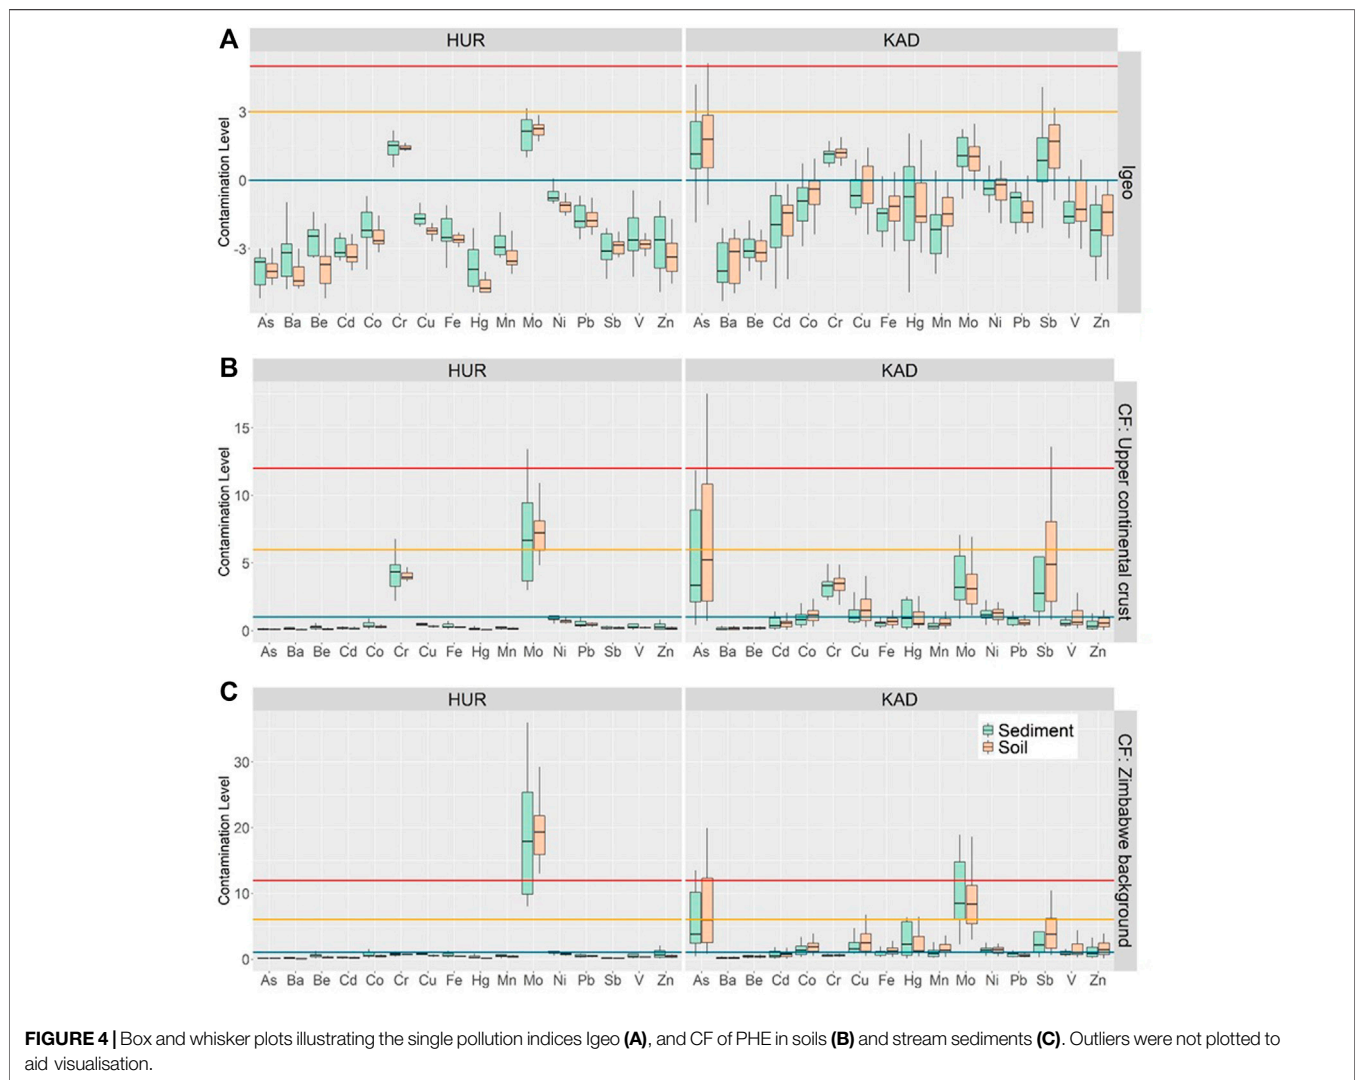 A
HUR
KAD
Contamination Level
3
0
-3
Igeo
As Ba Be Cd Co Cr Cu Fe Hg Mn Mo Ni Pb Sb V Zn
As Ba Be Cd Co Cr Cu Fe Hg Mn Mo Ni Pb Sb V Zn
B
HUR
KAD
Contamination Level
15
10
5
0
CF: Upper continental crust
As Ba Be Cd Co Cr Cu Fe Hg Mn Mo Ni Pb Sb V Zn
As Ba Be Cd Co Cr Cu Fe Hg Mn Mo Ni Pb Sb V Zn
C
HUR
KAD
Contamination Level
30
20
10
0
Sediment
Soil
CF: Zimbabwe background
As Ba Be Cd Co Cr Cu Fe Hg Mn Mo Ni Pb Sb V Zn
As Ba Be Cd Co Cr Cu Fe Hg Mn Mo Ni Pb Sb V Zn
FIGURE 4 | Box and whisker plots illustrating the single pollution indices Igeo (A), and CF of PHE in soils (B) and stream sediments (C). Outliers were not plotted to
aid visualisation.